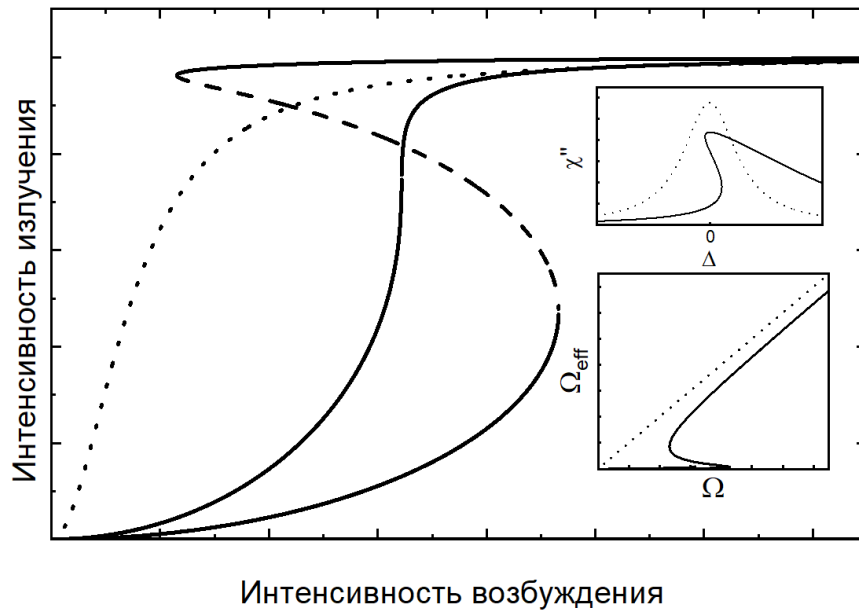 Интенсивность излучения
χ''
0
Δ
Ω_eff
Ω
Интенсивность возбуждения